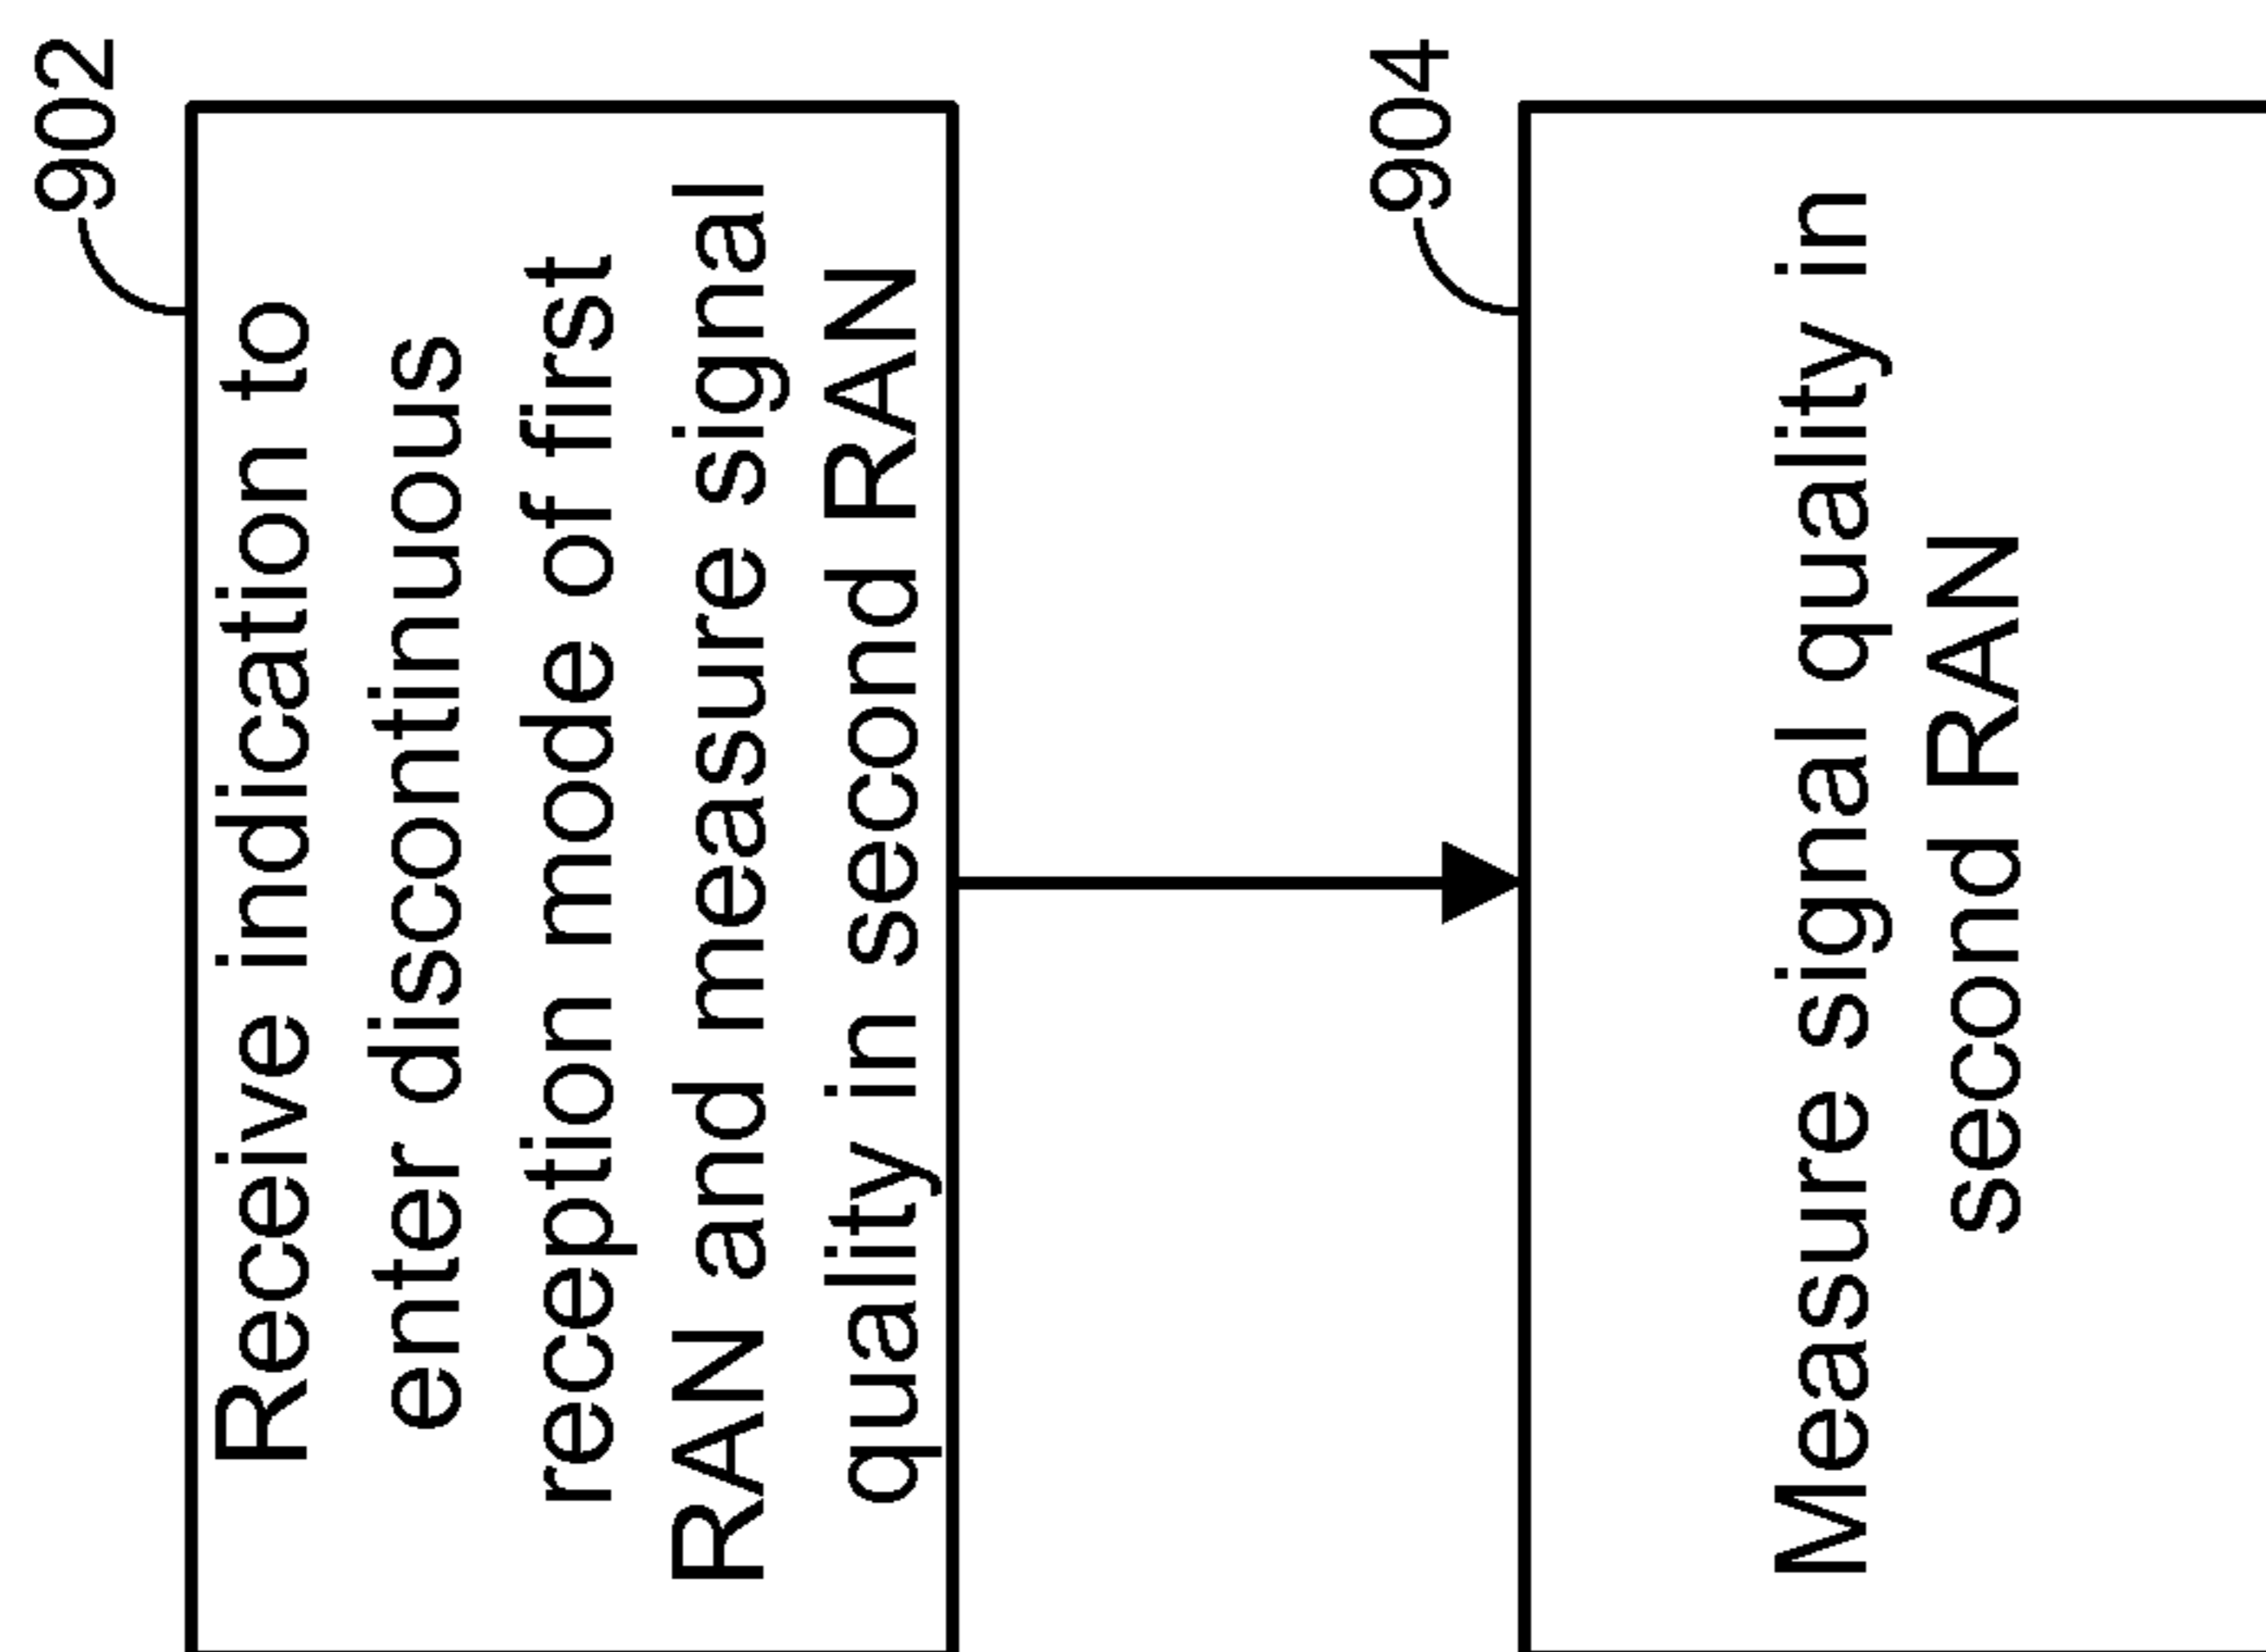 902
Receive indication to
enter discontinuous
reception mode of first
RAN and measure signal
quality in second RAN
904
Measure signal quality in
second RAN